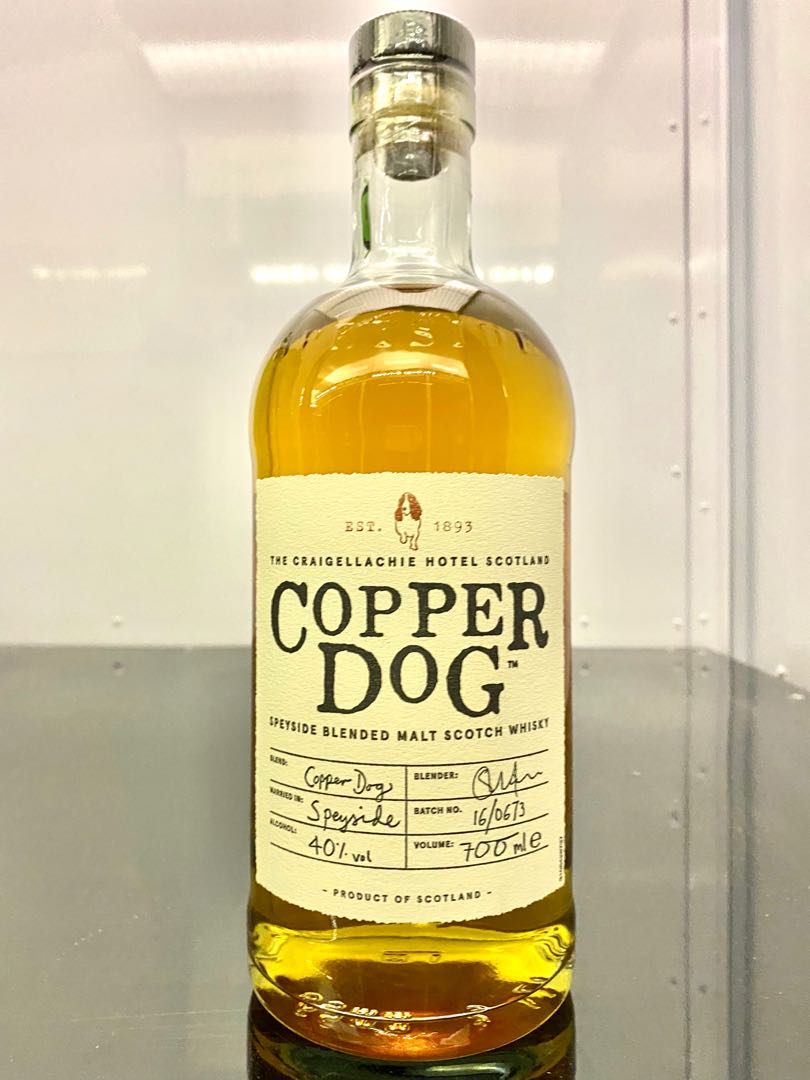 EST. 1893
THE CRAIGELLACHIE HOTEL SCOTLAND
COPPER
DOG™
SPEYSIDE BLENDED MALT SCOTCH WHISKY
BLEND: Copper Dog
BLENDER:
MARRIED IN: Speyside
BATCH NO. 16/0673
ALCOHOL: 40% vol
VOLUME: 700 ml e
- PRODUCT OF SCOTLAND -